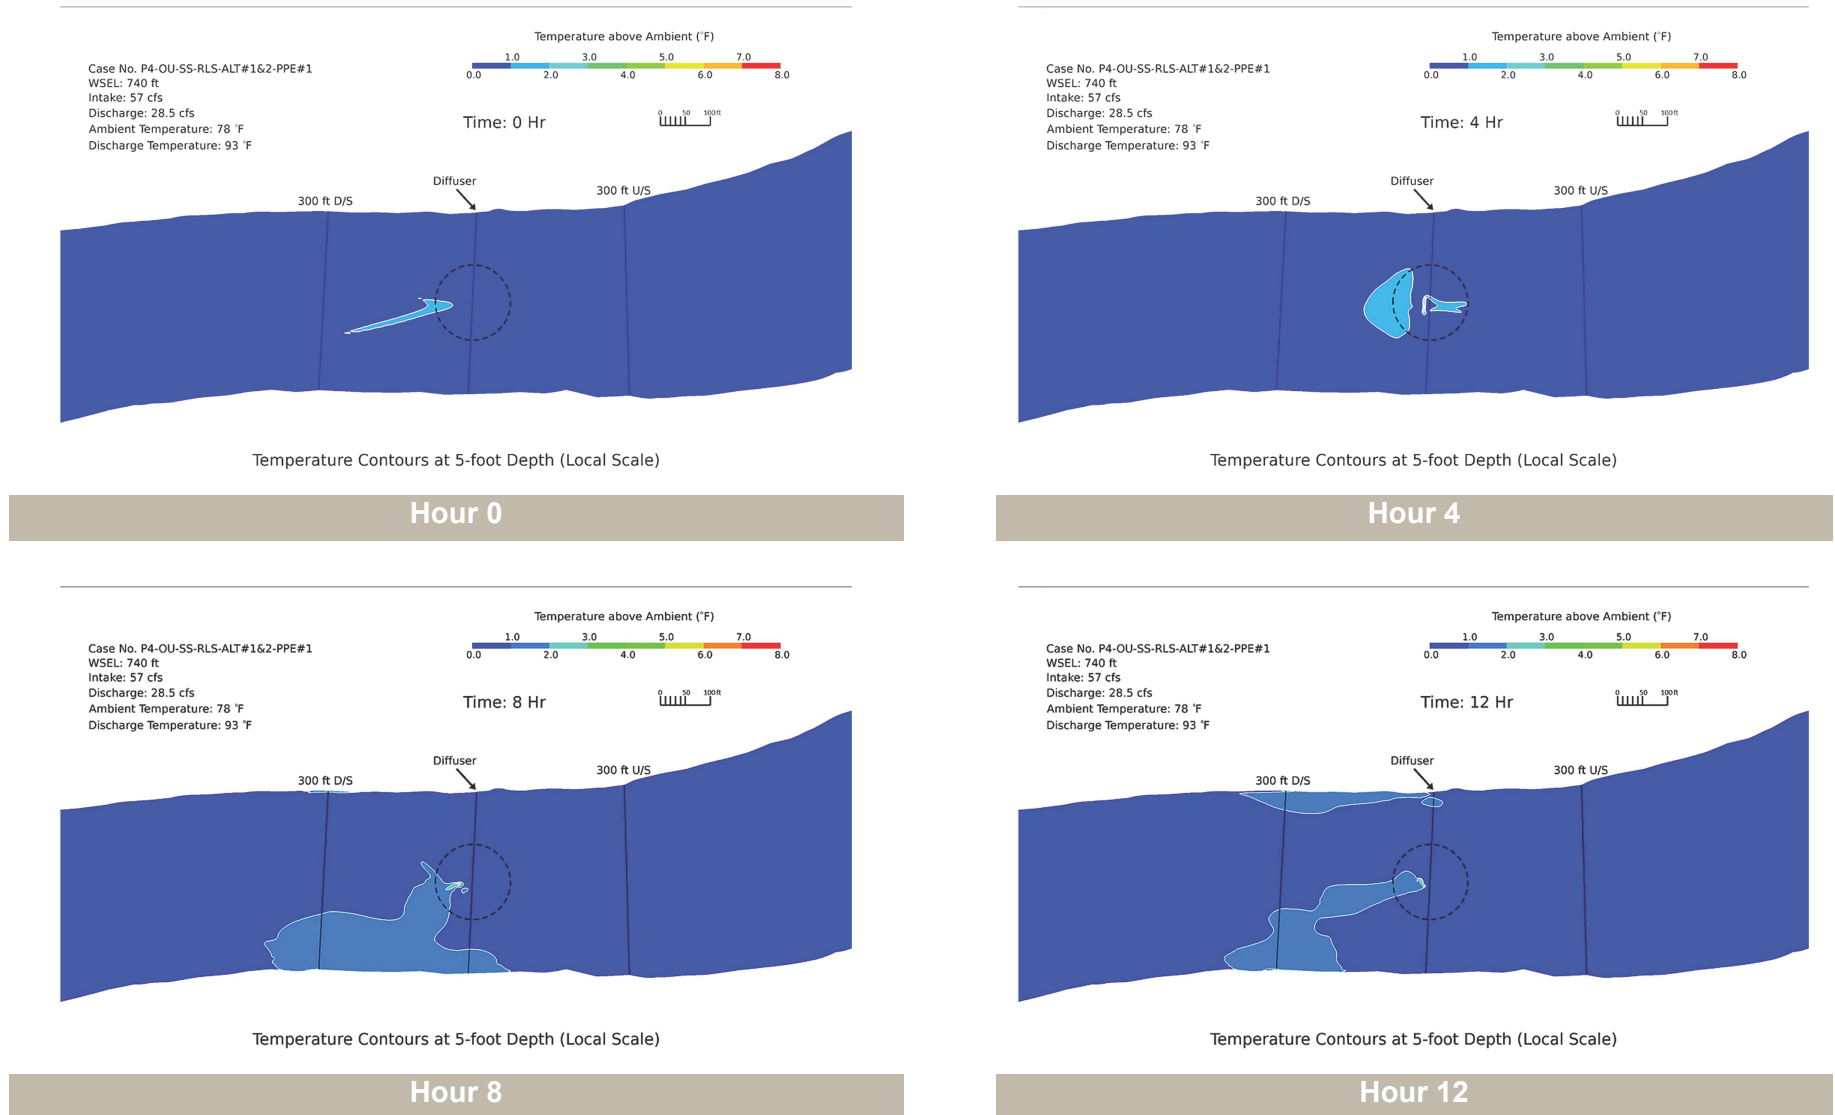 Temperature above Ambient (°F)
1.0 3.0 5.0 7.0
0.0 2.0 4.0 6.0 8.0
Case No. P4-OU-SS-RLS-ALT#1&2-PPE#1
WSEL: 740 ft
Intake: 57 cfs
Discharge: 28.5 cfs
Ambient Temperature: 78 °F
Discharge Temperature: 93 °F
Time: 0 Hr
0 50 100ft
Diffuser
300 ft D/S
300 ft U/S
Temperature Contours at 5-foot Depth (Local Scale)
Hour 0
Temperature above Ambient (°F)
1.0 3.0 5.0 7.0
0.0 2.0 4.0 6.0 8.0
Case No. P4-OU-SS-RLS-ALT#1&2-PPE#1
WSEL: 740 ft
Intake: 57 cfs
Discharge: 28.5 cfs
Ambient Temperature: 78 °F
Discharge Temperature: 93 °F
Time: 4 Hr
0 50 100ft
Diffuser
300 ft D/S
300 ft U/S
Temperature Contours at 5-foot Depth (Local Scale)
Hour 4
Temperature above Ambient (°F)
1.0 3.0 5.0 7.0
0.0 2.0 4.0 6.0 8.0
Case No. P4-OU-SS-RLS-ALT#1&2-PPE#1
WSEL: 740 ft
Intake: 57 cfs
Discharge: 28.5 cfs
Ambient Temperature: 78 °F
Discharge Temperature: 93 °F
Time: 8 Hr
0 50 100ft
Diffuser
300 ft D/S
300 ft U/S
Temperature Contours at 5-foot Depth (Local Scale)
Hour 8
Temperature above Ambient (°F)
1.0 3.0 5.0 7.0
0.0 2.0 4.0 6.0 8.0
Case No. P4-OU-SS-RLS-ALT#1&2-PPE#1
WSEL: 740 ft
Intake: 57 cfs
Discharge: 28.5 cfs
Ambient Temperature: 78 °F
Discharge Temperature: 93 °F
Time: 12 Hr
0 50 100ft
Diffuser
300 ft D/S
300 ft U/S
Temperature Contours at 5-foot Depth (Local Scale)
Hour 12